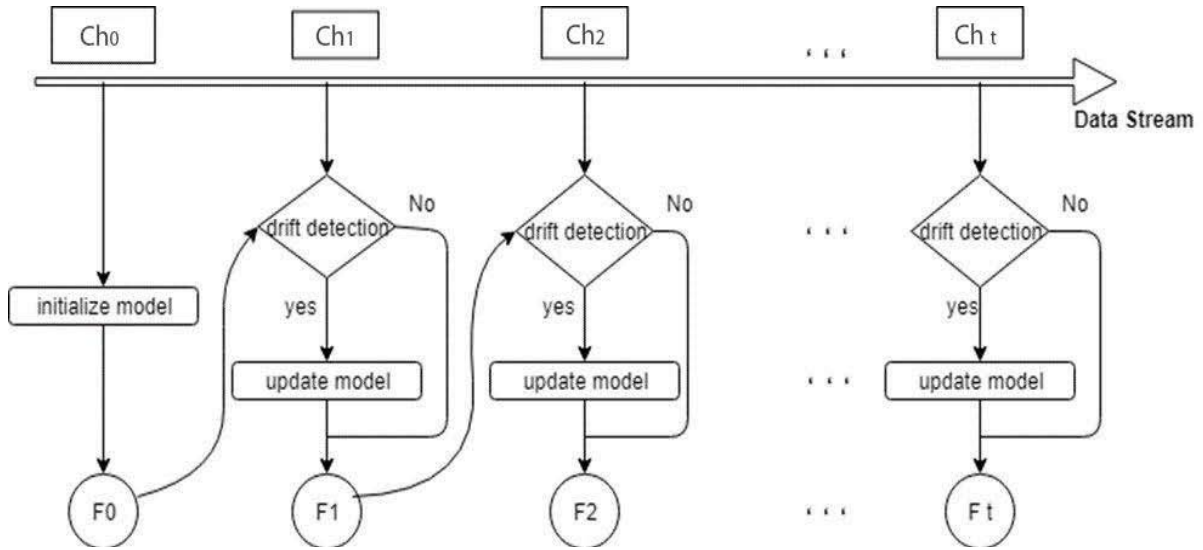 Ch0 Ch1 Ch2 ‘ ‘ ‘ Ch t
Data Stream
No No No
drift detection drift detection ‘ ‘ ‘ drift detection
initialize model yes yes yes
update model update model ‘ ‘ ‘ update model
F0 F1 F2 ‘ ‘ ‘ F t